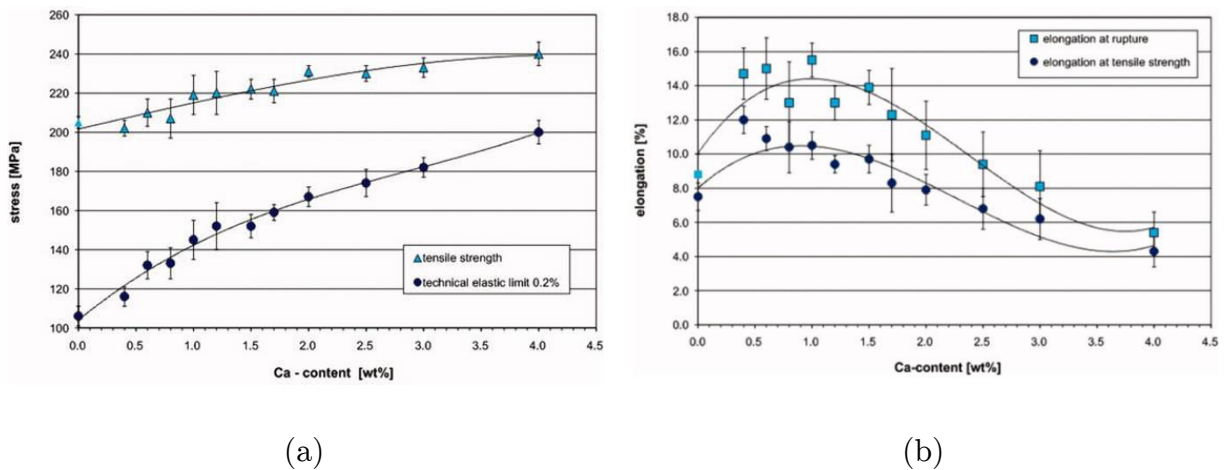 260
240
220
200
180
160
140
120
100
stress [MPa]
tensile strength
technical elastic limit 0.2%
0.0 0.5 1.0 1.5 2.0 2.5 3.0 3.5 4.0 4.5
Ca - content [wt%]
(a)
18.0
16.0
14.0
12.0
10.0
8.0
6.0
4.0
2.0
0.0
elongation [%]
elongation at rupture
elongation at tensile strength
0.0 0.5 1.0 1.5 2.0 2.5 3.0 3.5 4.0 4.5
Ca-content [wt%]
(b)